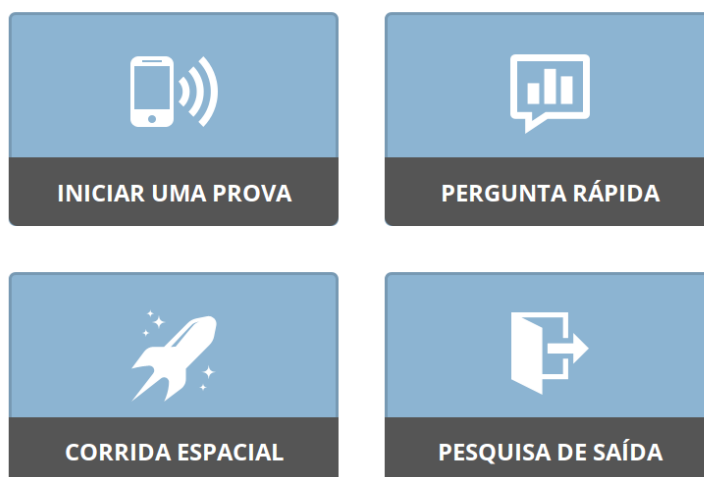 INICIAR UMA PROVA
PERGUNTA RÁPIDA
CORRIDA ESPACIAL
PESQUISA DE SAÍDA